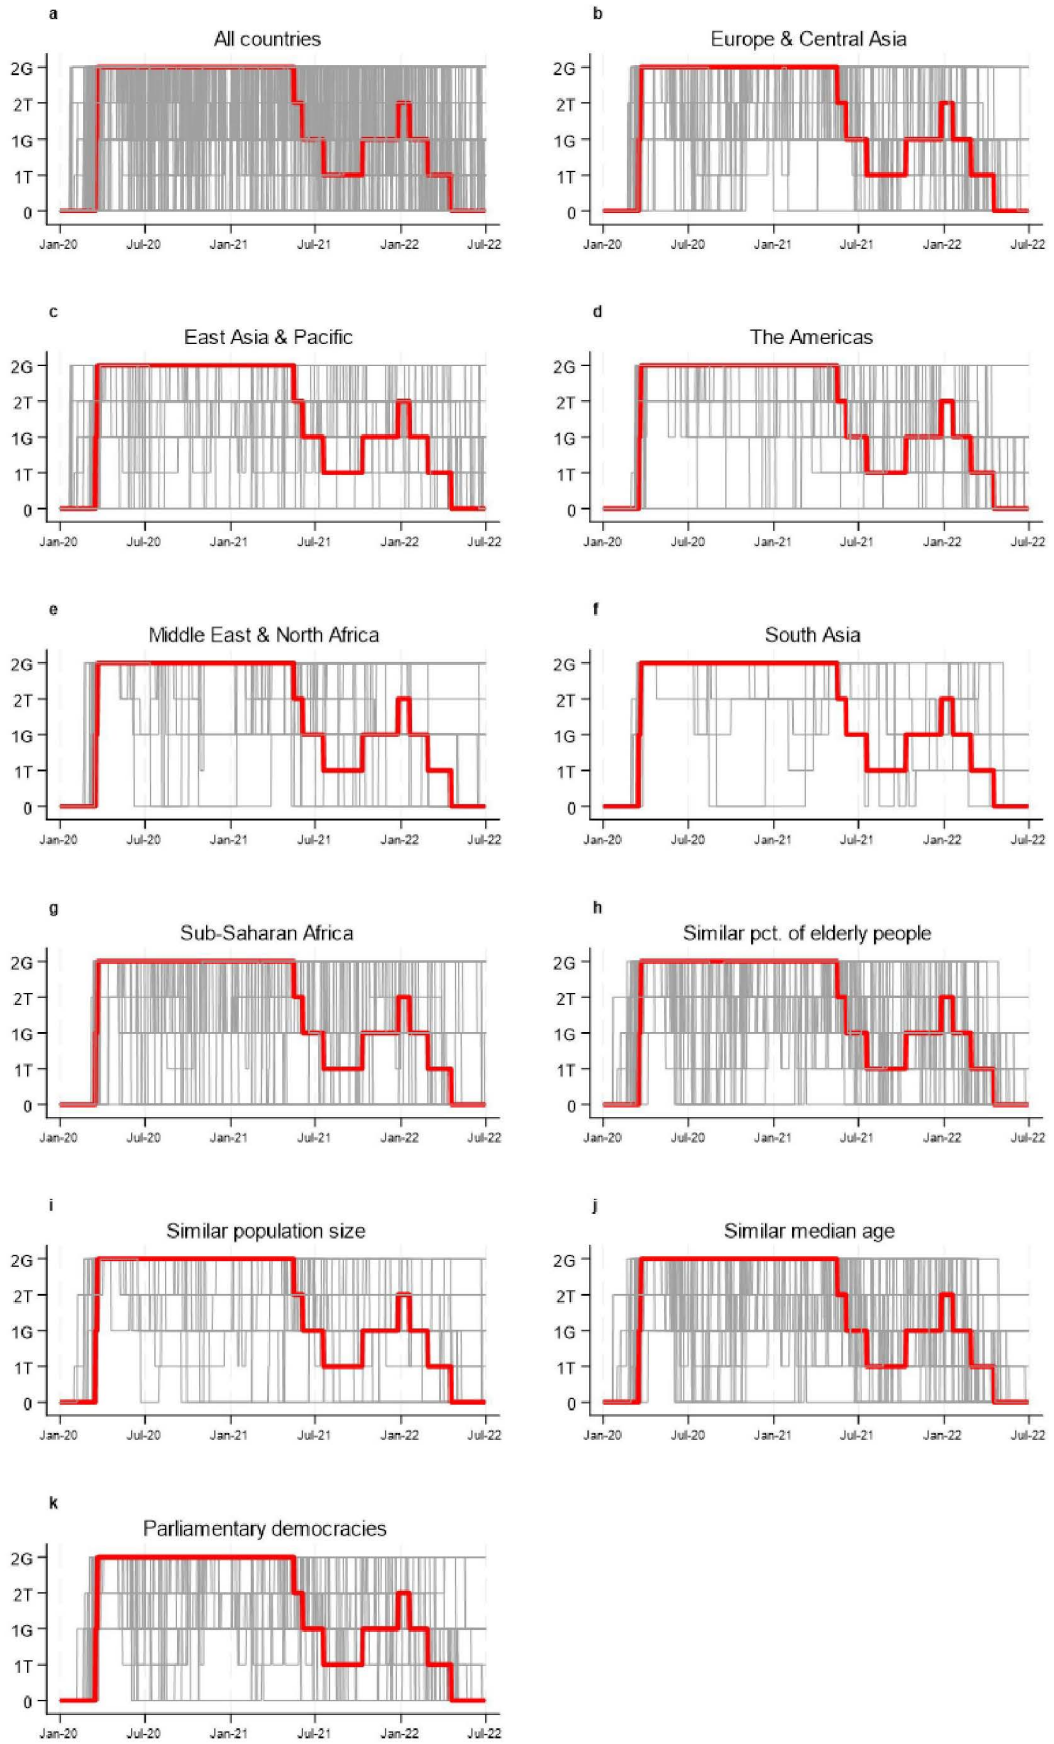 a
All countries
2G
2T
1G
1T
0
Jan-20 Jul-20 Jan-21 Jul-21 Jan-22 Jul-22
b
Europe & Central Asia
2G
2T
1G
1T
0
Jan-20 Jul-20 Jan-21 Jul-21 Jan-22 Jul-22
c
East Asia & Pacific
2G
2T
1G
1T
0
Jan-20 Jul-20 Jan-21 Jul-21 Jan-22 Jul-22
d
The Americas
2G
2T
1G
1T
0
Jan-20 Jul-20 Jan-21 Jul-21 Jan-22 Jul-22
e
Middle East & North Africa
2G
2T
1G
1T
0
Jan-20 Jul-20 Jan-21 Jul-21 Jan-22 Jul-22
f
South Asia
2G
2T
1G
1T
0
Jan-20 Jul-20 Jan-21 Jul-21 Jan-22 Jul-22
g
Sub-Saharan Africa
2G
2T
1G
1T
0
Jan-20 Jul-20 Jan-21 Jul-21 Jan-22 Jul-22
h
Similar pct. of elderly people
2G
2T
1G
1T
0
Jan-20 Jul-20 Jan-21 Jul-21 Jan-22 Jul-22
i
Similar population size
2G
2T
1G
1T
0
Jan-20 Jul-20 Jan-21 Jul-21 Jan-22 Jul-22
j
Similar median age
2G
2T
1G
1T
0
Jan-20 Jul-20 Jan-21 Jul-21 Jan-22 Jul-22
k
Parliamentary democracies
2G
2T
1G
1T
0
Jan-20 Jul-20 Jan-21 Jul-21 Jan-22 Jul-22